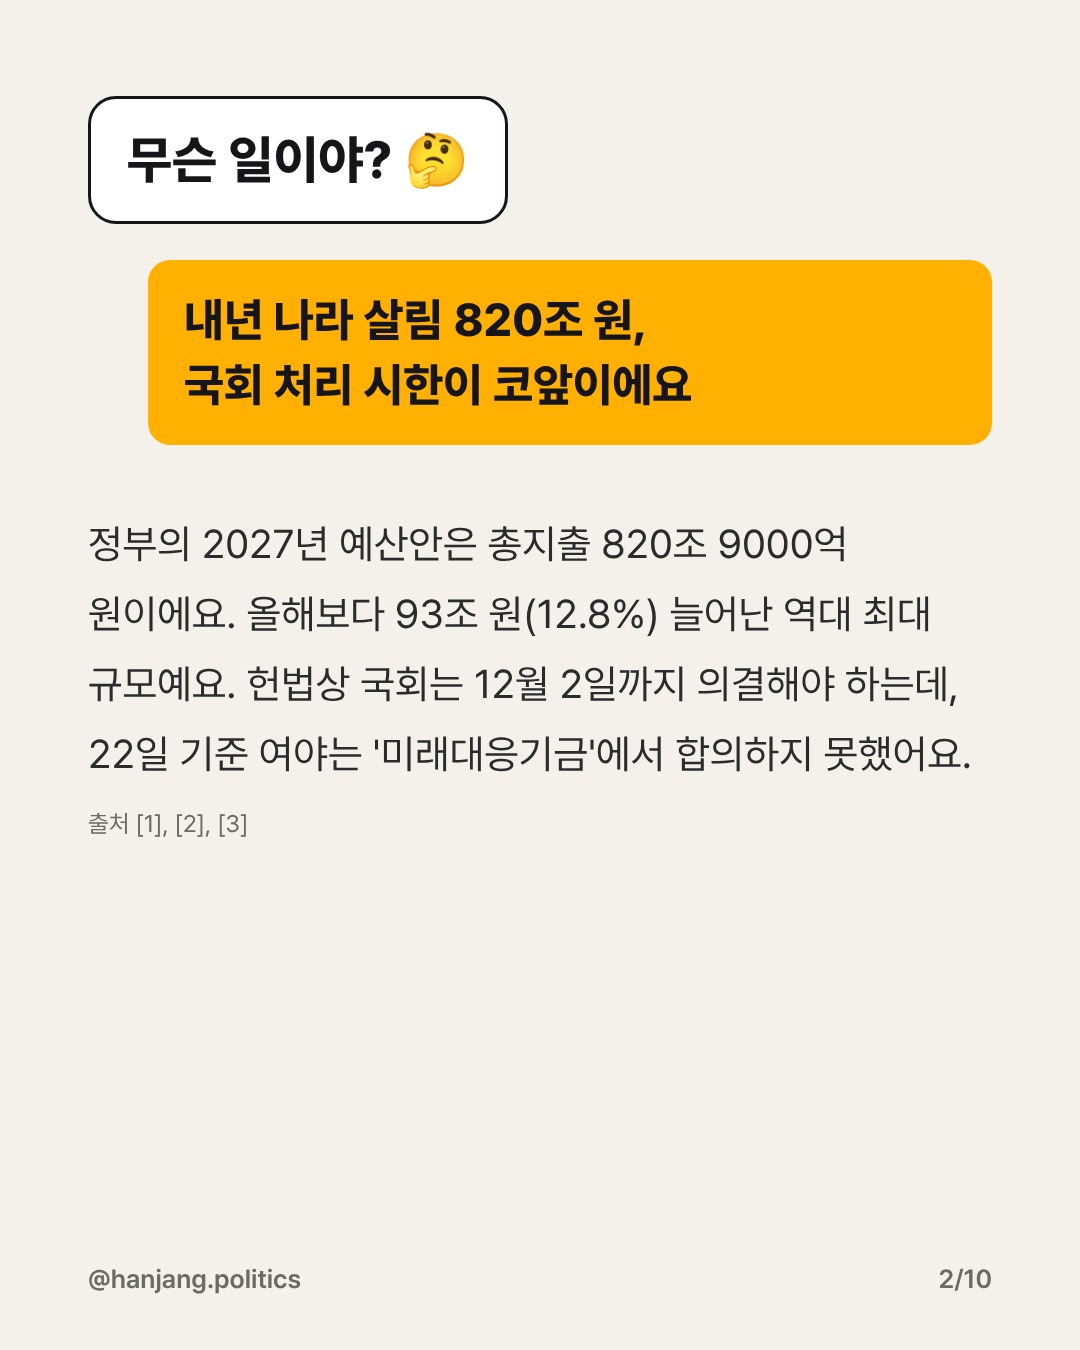 무슨 일이야? 🤔
내년 나라 살림 820조 원,
국회 처리 시한이 코앞이에요
정부의 2027년 예산안은 총지출 820조 9000억
원이에요. 올해보다 93조 원(12.8%) 늘어난 역대 최대
규모예요. 헌법상 국회는 12월 2일까지 의결해야 하는데,
22일 기준 여야는 '미래대응기금'에서 합의하지 못했어요.
출처 [1], [2], [3]
@hanjang.politics
2/10